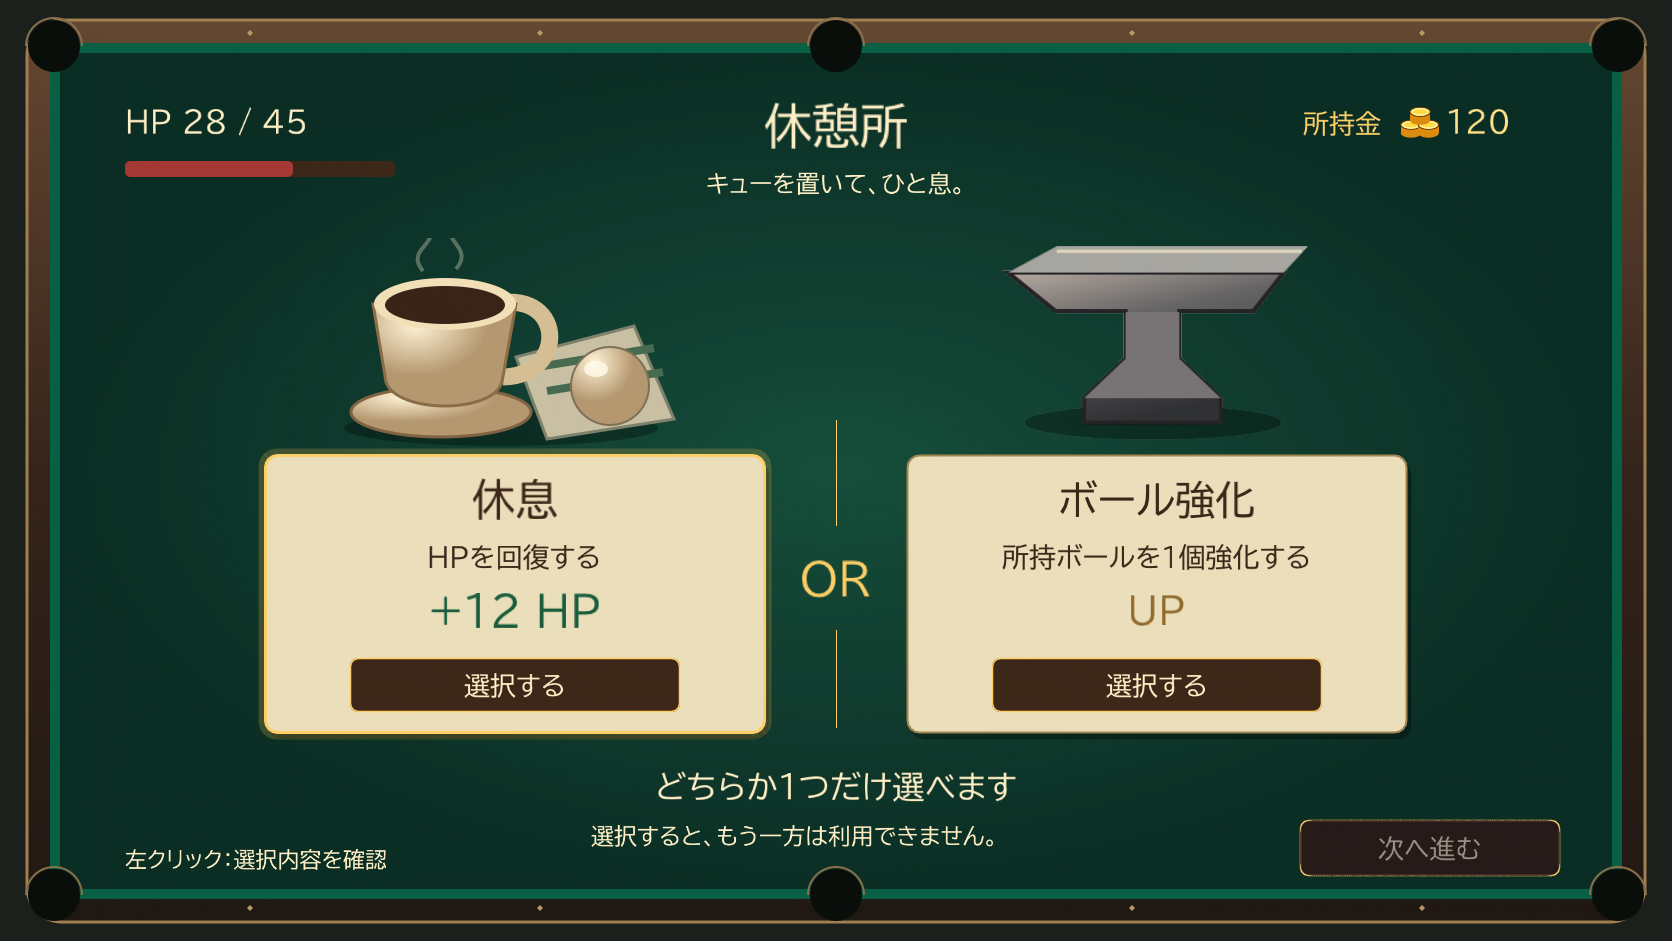 HP 28 / 45
休憩所
所持金 120
キューを置いて、ひと息。
休息
HPを回復する
+12 HP
選択する
OR
ボール強化
所持ボールを1個強化する
UP
選択する
どちらか1つだけ選べます
選択すると、もう一方は利用できません。
左クリック：選択内容を確認
次へ進む